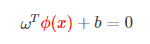 ω^T ϕ(x) + b = 0